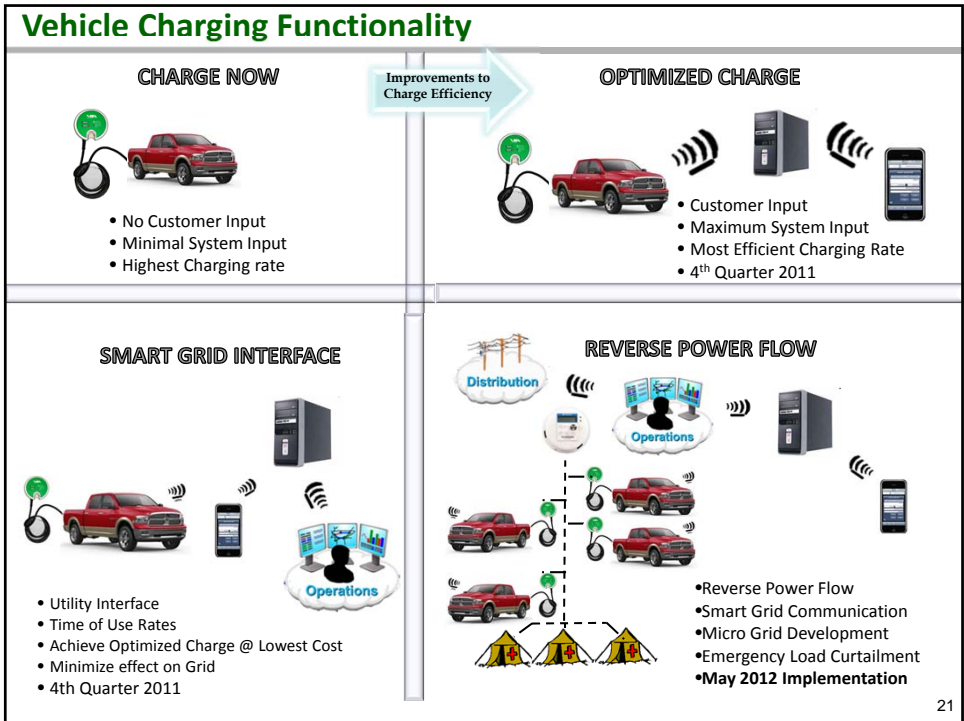 Vehicle Charging Functionality
CHARGE NOW
• No Customer Input
• Minimal System Input
• Highest Charging rate
Improvements to
Charge Efficiency
OPTIMIZED CHARGE
• Customer Input
• Maximum System Input
• Most Efficient Charging Rate
• 4th Quarter 2011
SMART GRID INTERFACE
Operations
• Utility Interface
• Time of Use Rates
• Achieve Optimized Charge @ Lowest Cost
• Minimize effect on Grid
• 4th Quarter 2011
REVERSE POWER FLOW
Distribution
Operations
•Reverse Power Flow
•Smart Grid Communication
•Micro Grid Development
•Emergency Load Curtailment
•May 2012 Implementation
21